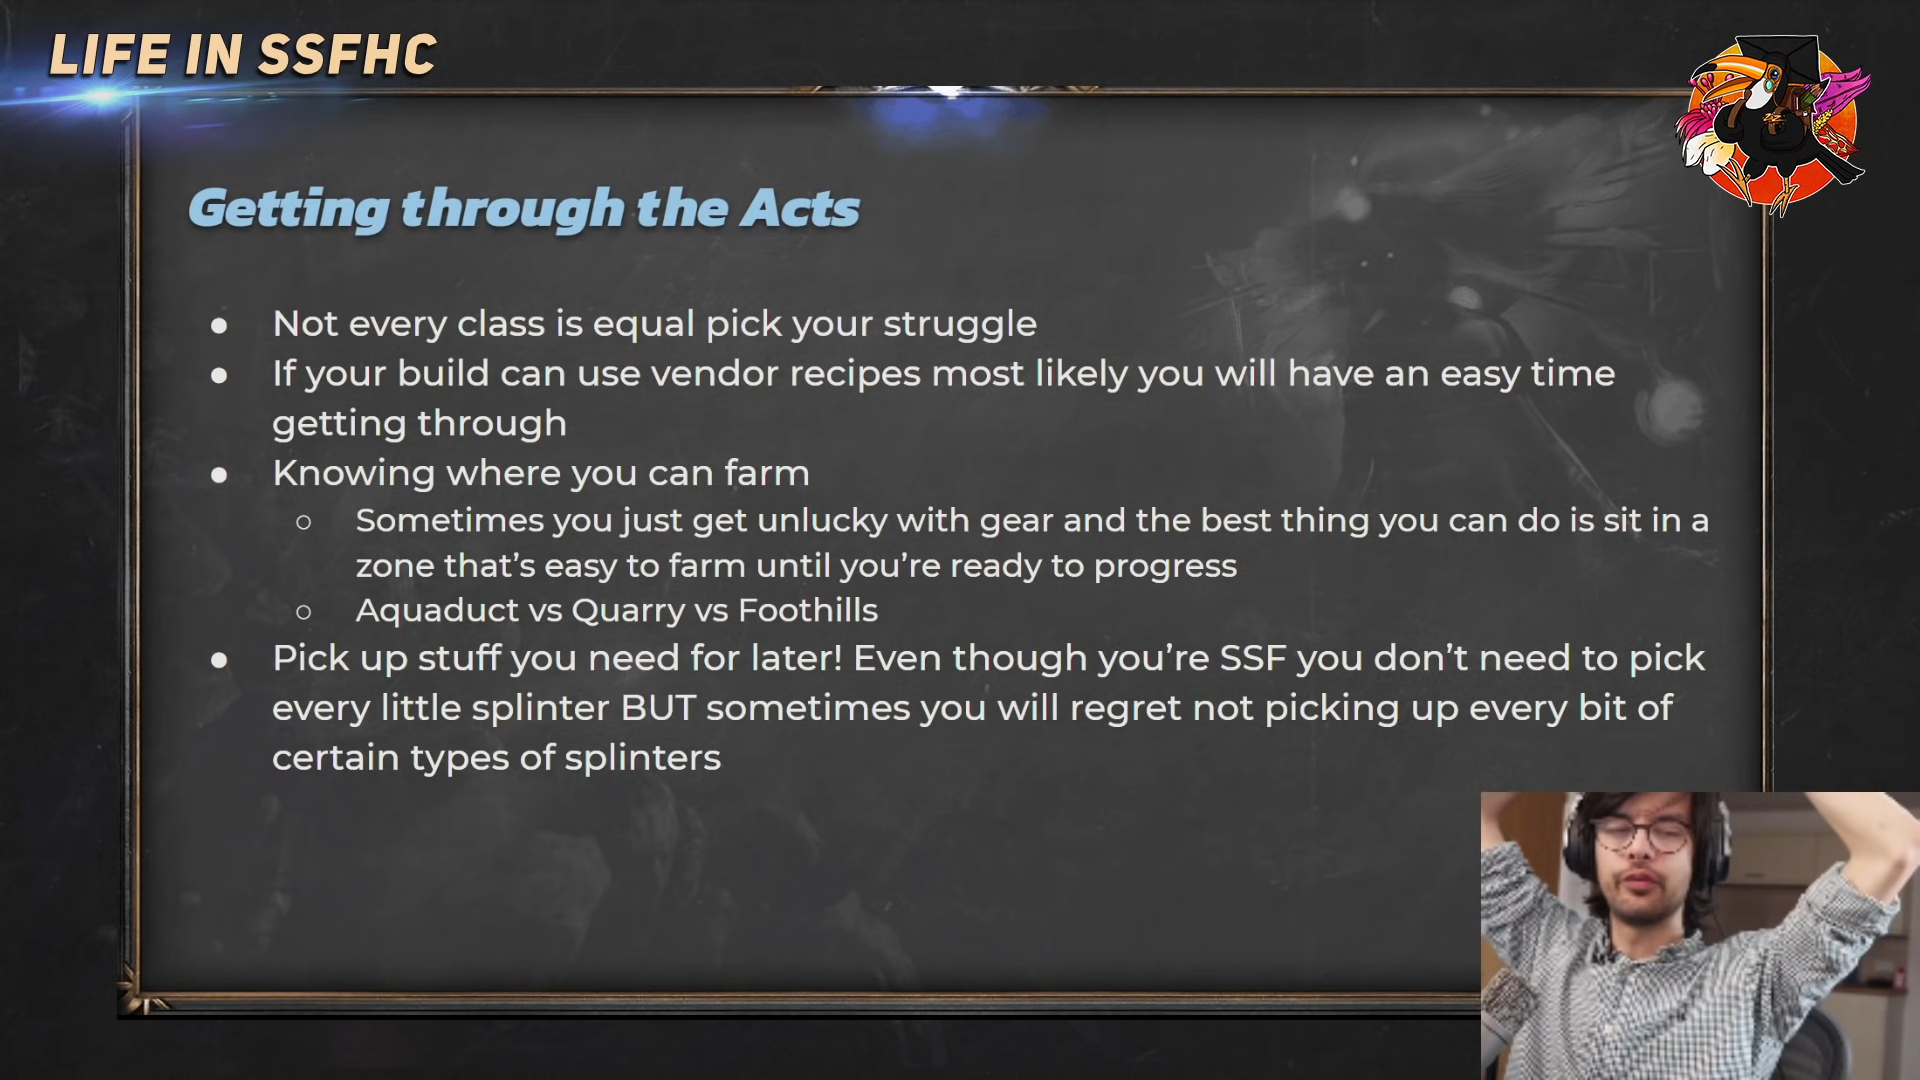 LIFE IN SSFHC
Getting through the Acts
● Not every class is equal pick your struggle
● If your build can use vendor recipes most likely you will have an easy time
getting through
● Knowing where you can farm
○ Sometimes you just get unlucky with gear and the best thing you can do is sit in a
zone that’s easy to farm until you’re ready to progress
○ Aquaduct vs Quarry vs Foothills
● Pick up stuff you need for later! Even though you’re SSF you don’t need to pick
every little splinter BUT sometimes you will regret not picking up every bit of
certain types of splinters